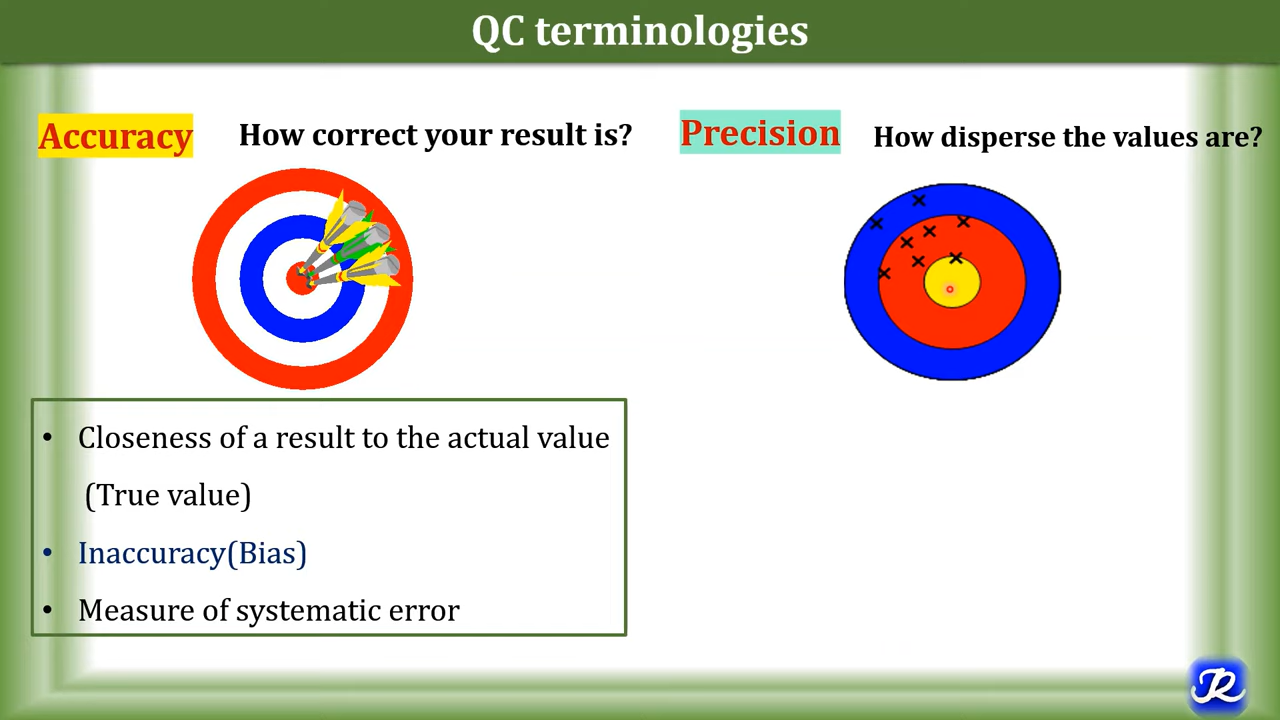 QC terminologies
Accuracy How correct your result is?
Precision How disperse the values are?
• Closeness of a result to the actual value
(True value)
• Inaccuracy(Bias)
• Measure of systematic error
JR